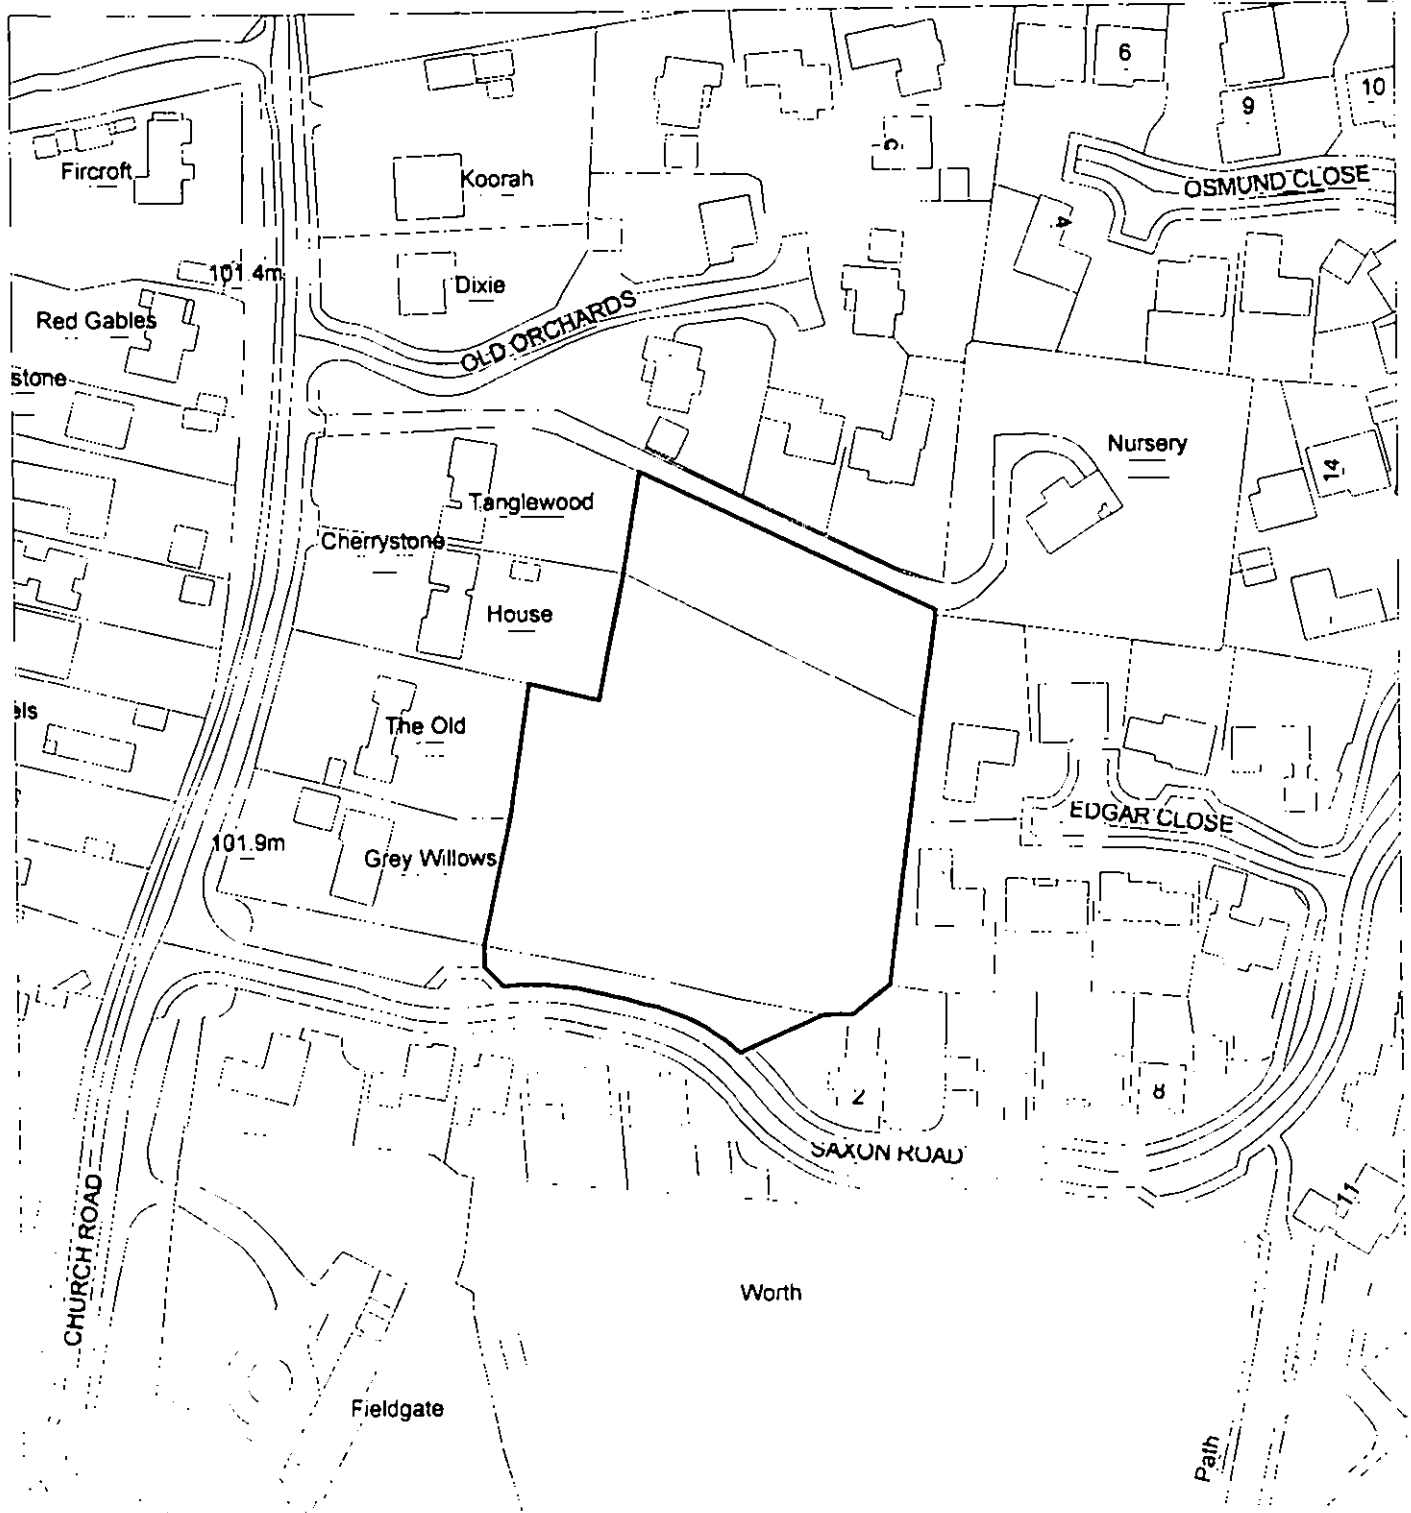 6
10
9
5
Fircroft
Koorah
OSMUND CLOSE
4
101.4m
Dixie
Red Gables
OLD ORCHARDS
stone
Nursery
14
Tanglewood
Cherrystone
House
els
The Old
EDGAR CLOSE
101.9m
Grey Willows
2
8
SAXON ROAD
11
CHURCH ROAD
Worth
Fieldgate
Path